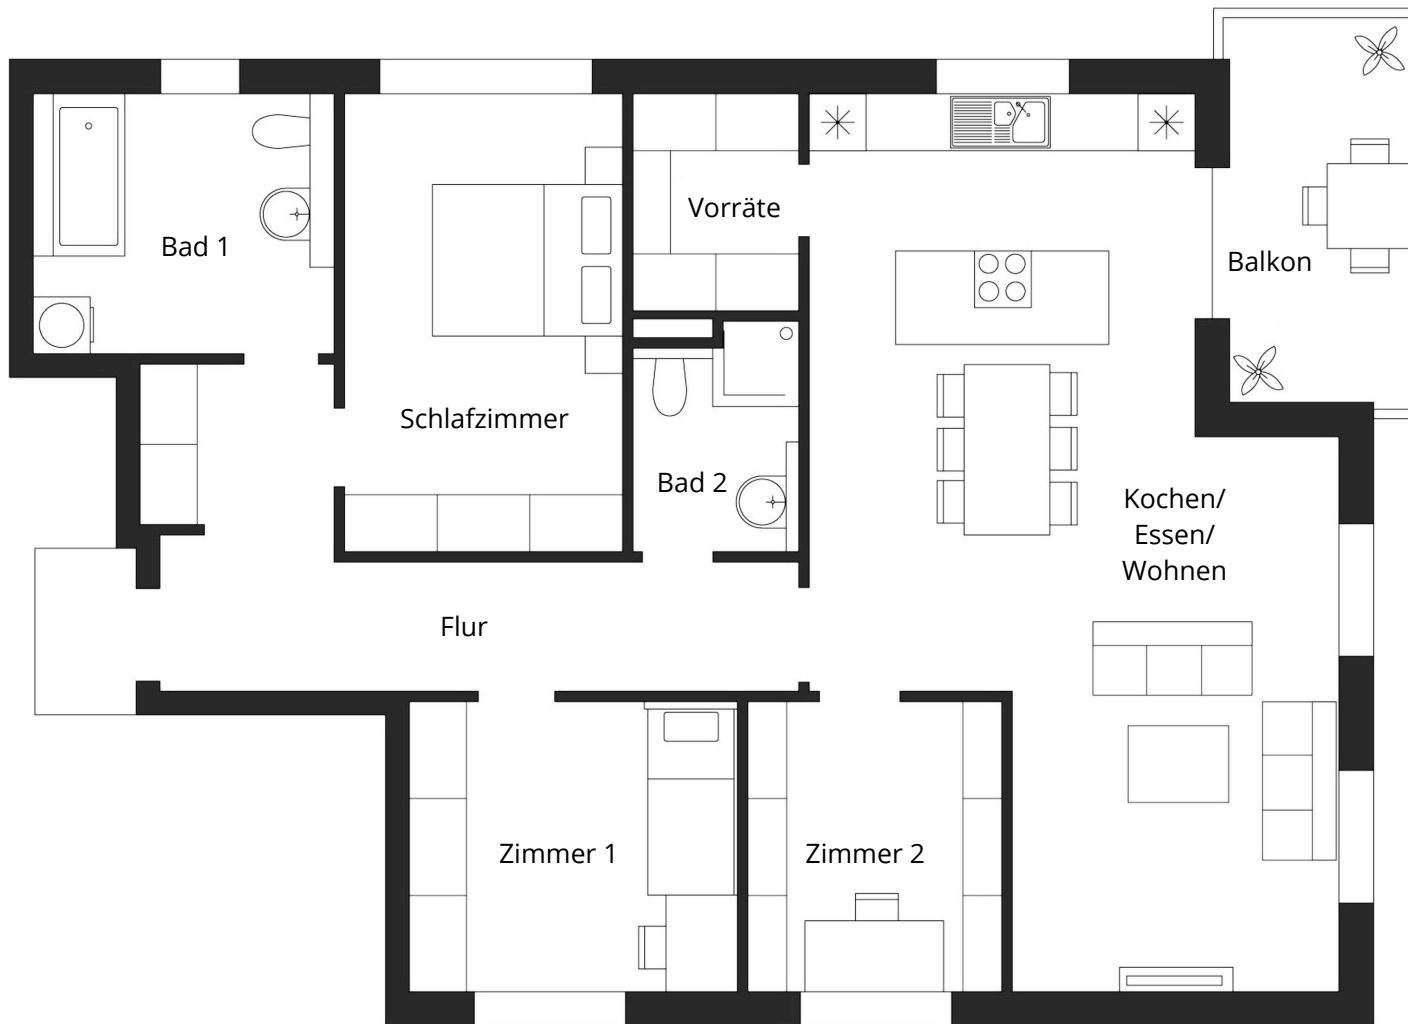 Vorräte
Bad 1
Balkon
Schlafzimmer
Bad 2
Kochen/
Essen/
Wohnen
Flur
Zimmer 1
Zimmer 2